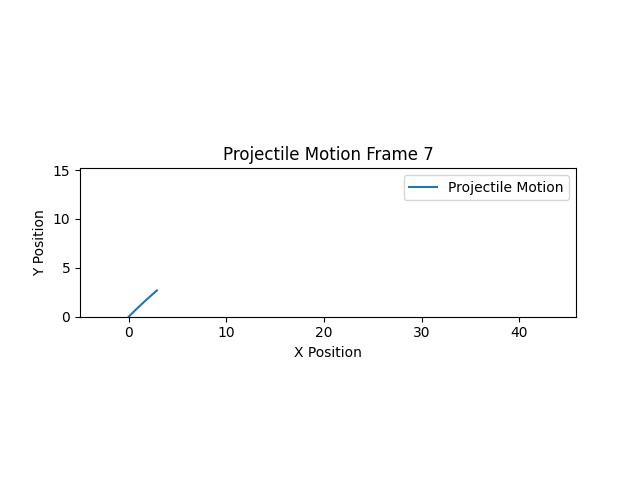 Projectile Motion Frame 7
Projectile Motion
Y Position
15
10
5
0
0 10 20 30 40
X Position